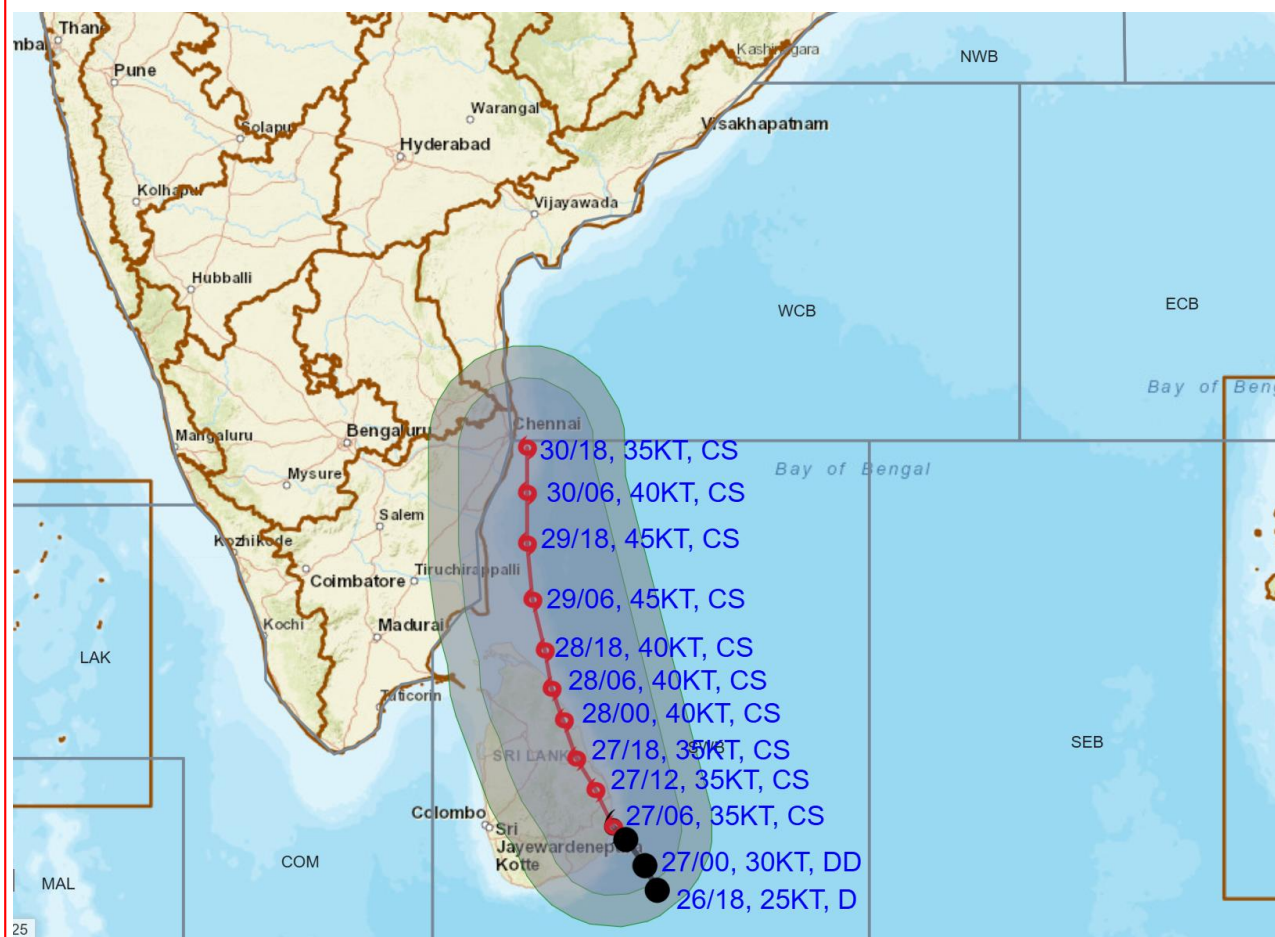 Thane
Pune
Kashinagara
NWB
Warangal
Solapur
Visakhapatnam
Hyderabad
Kolhapur
Vijayawada
Hubballi
WCB
ECB
Bay of Beng
Chennai
Mangaluru
Bengaluru
30/18, 35KT, CS
Bay of Bengal
Mysure
30/06, 40KT, CS
Salem
Kozhikode
29/18, 45KT, CS
Coimbatore
Tiruchirappalli
29/06, 45KT, CS
Kochi
Madurai
LAK
28/18, 40KT, CS
28/06, 40KT, CS
Tuticorin
28/00, 40KT, CS
SEB
SRI LANKA
27/18, 35KT, CS
SWB
27/12, 35KT, CS
Colombo
27/06, 35KT, CS
Sri
Jayewardenepura
Kotte
COM
27/00, 30KT, DD
MAL
26/18, 25KT, D
25